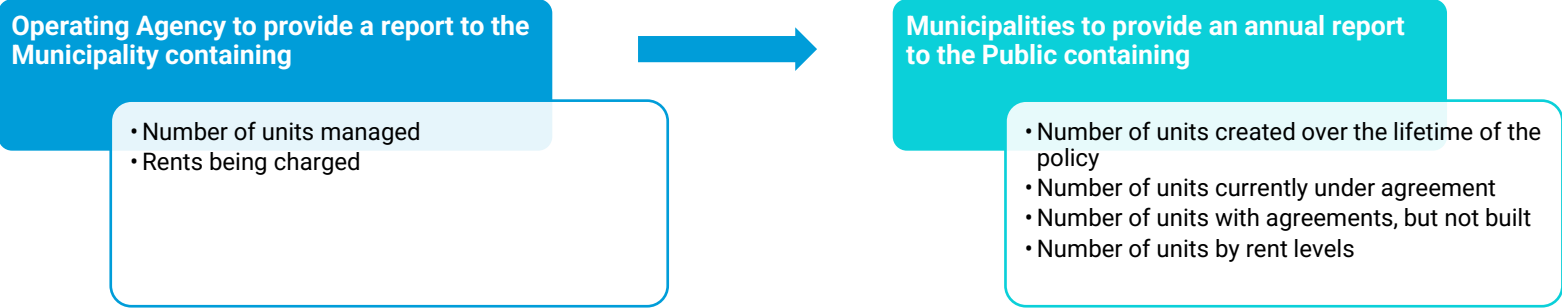 Operating Agency to provide a report to the
Municipality containing
• Number of units managed
• Rents being charged
Municipalities to provide an annual report
to the Public containing
• Number of units created over the lifetime of the
policy
• Number of units currently under agreement
• Number of units with agreements, but not built
• Number of units by rent levels